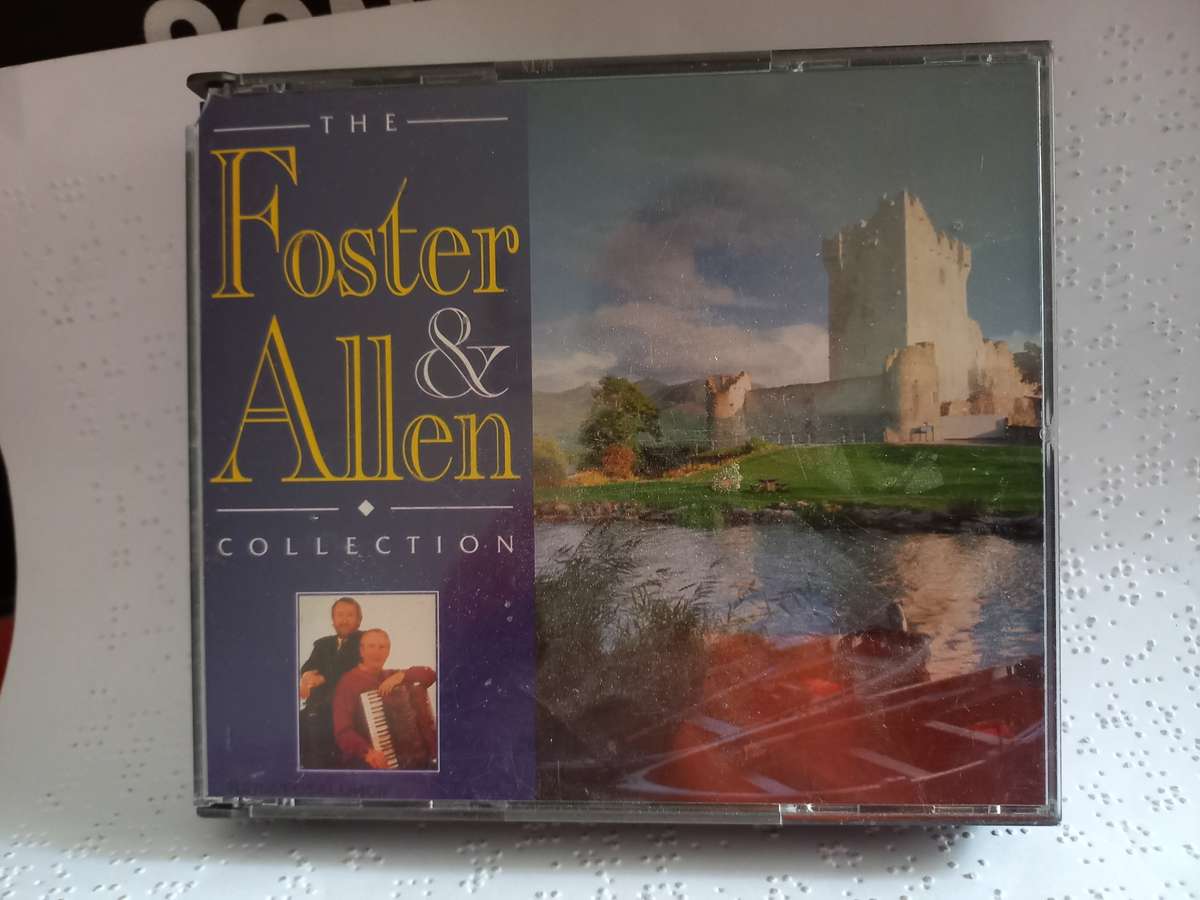 THE
Foster
&
Allen
COLLECTION